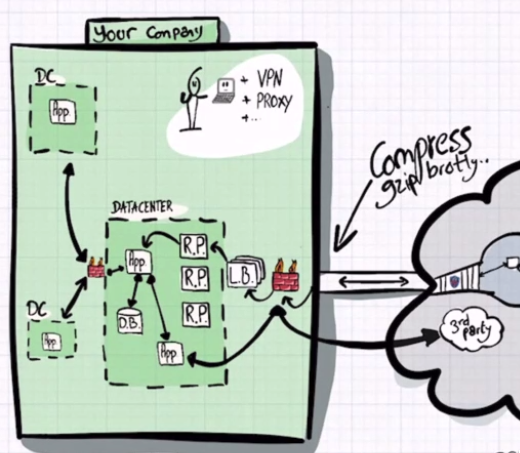 Your Company
DC
App.
+ VPN
+ PROXY
+...
Compress
gzip brotly..
DATACENTER
App.
R.P.
R.P.
R.P.
L.B.
D.B.
App
DC
App
3rd party